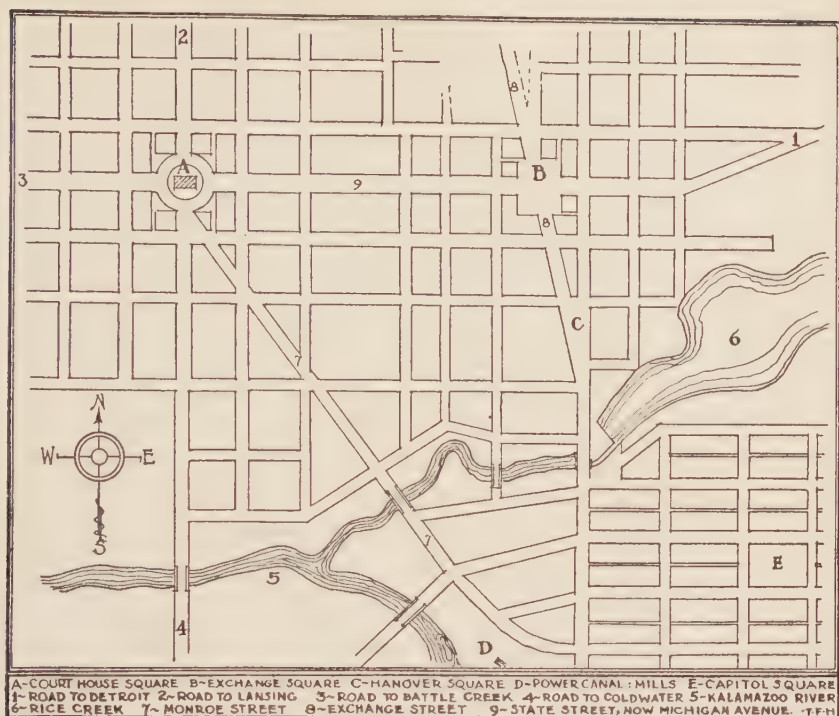 2
8
1
A
B
3
9
8
C
6
7
N
W E
S
7
E
5
4
D
A~COURT HOUSE SQUARE B~EXCHANGE SQUARE C~HANOVER SQUARE D~POWER CANAL: MILLS E~CAPITOL SQUARE
1~ROAD TO DETROIT 2~ROAD TO LANSING 3~ROAD TO BATTLE CREEK 4~ROAD TO COLDWATER 5~KALAMAZOO RIVER
6~RICE CREEK 7~MONROE STREET 8~EXCHANGE STREET 9~STATE STREET, NOW MICHIGAN AVENUE. ~T.F.R